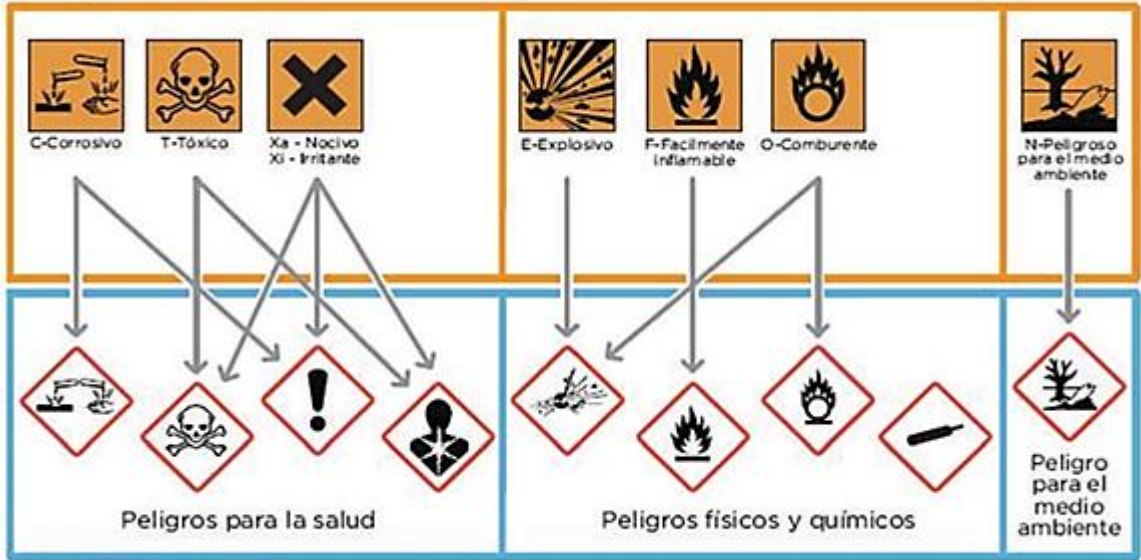 C-Corrosivo
T-Tóxico
Xa - Nocivo
Xi - Irritante
E-Explosivo
F-Facilmente
inflamable
O-Comburente
N-Peligroso
para el medio
ambiente
Peligros para la salud
Peligros físicos y químicos
Peligro
para el
medio
ambiente